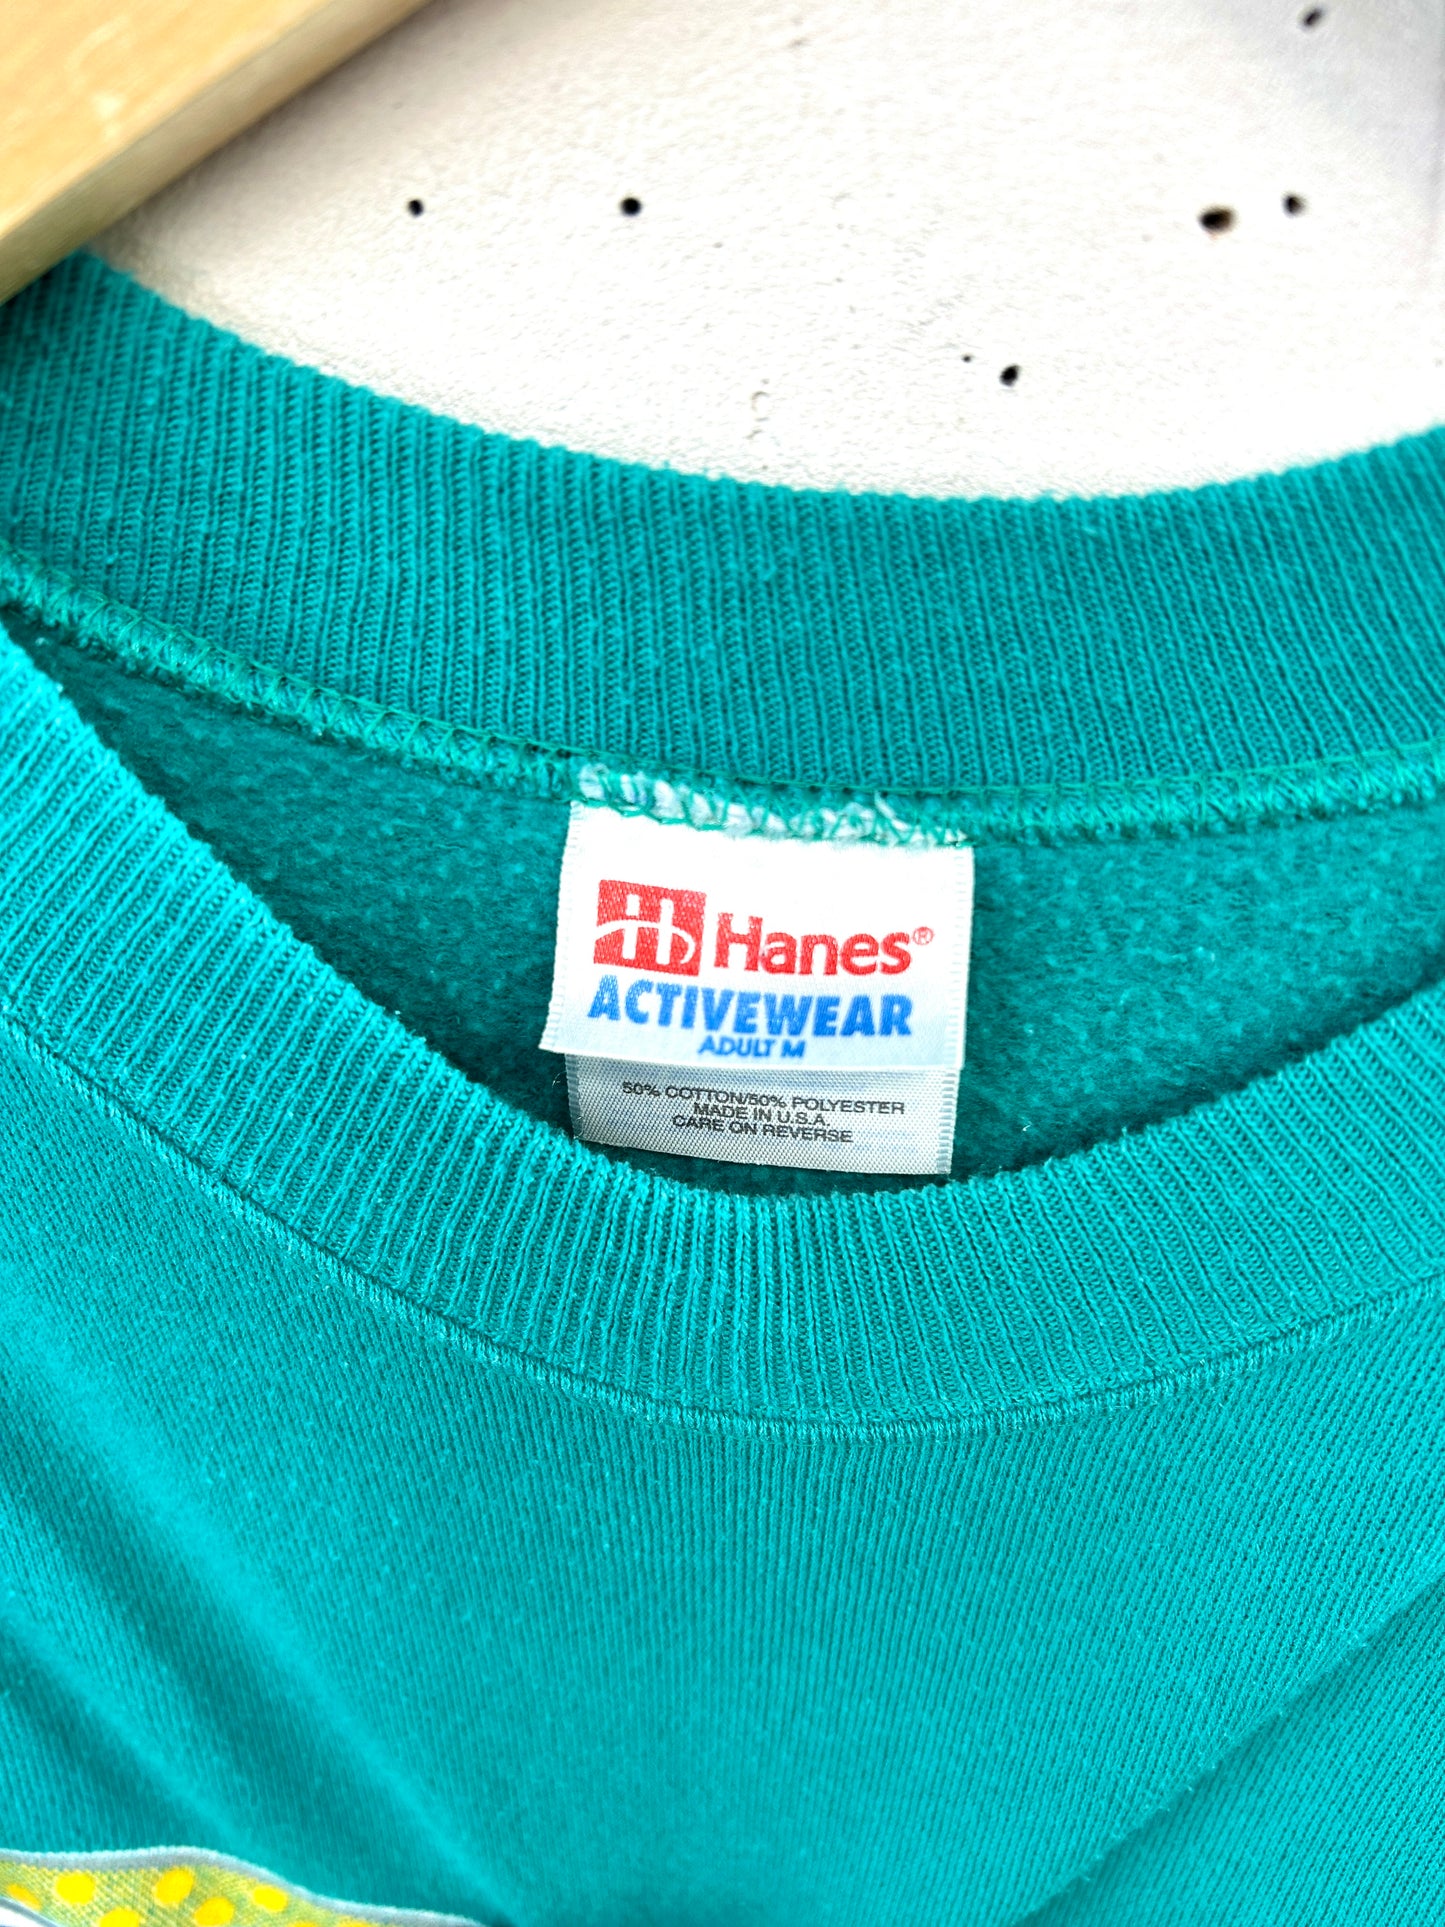 Hanes®
ACTIVEWEAR
ADULT M
50% COTTON/50% POLYESTER
MADE IN U.S.A.
CARE ON REVERSE